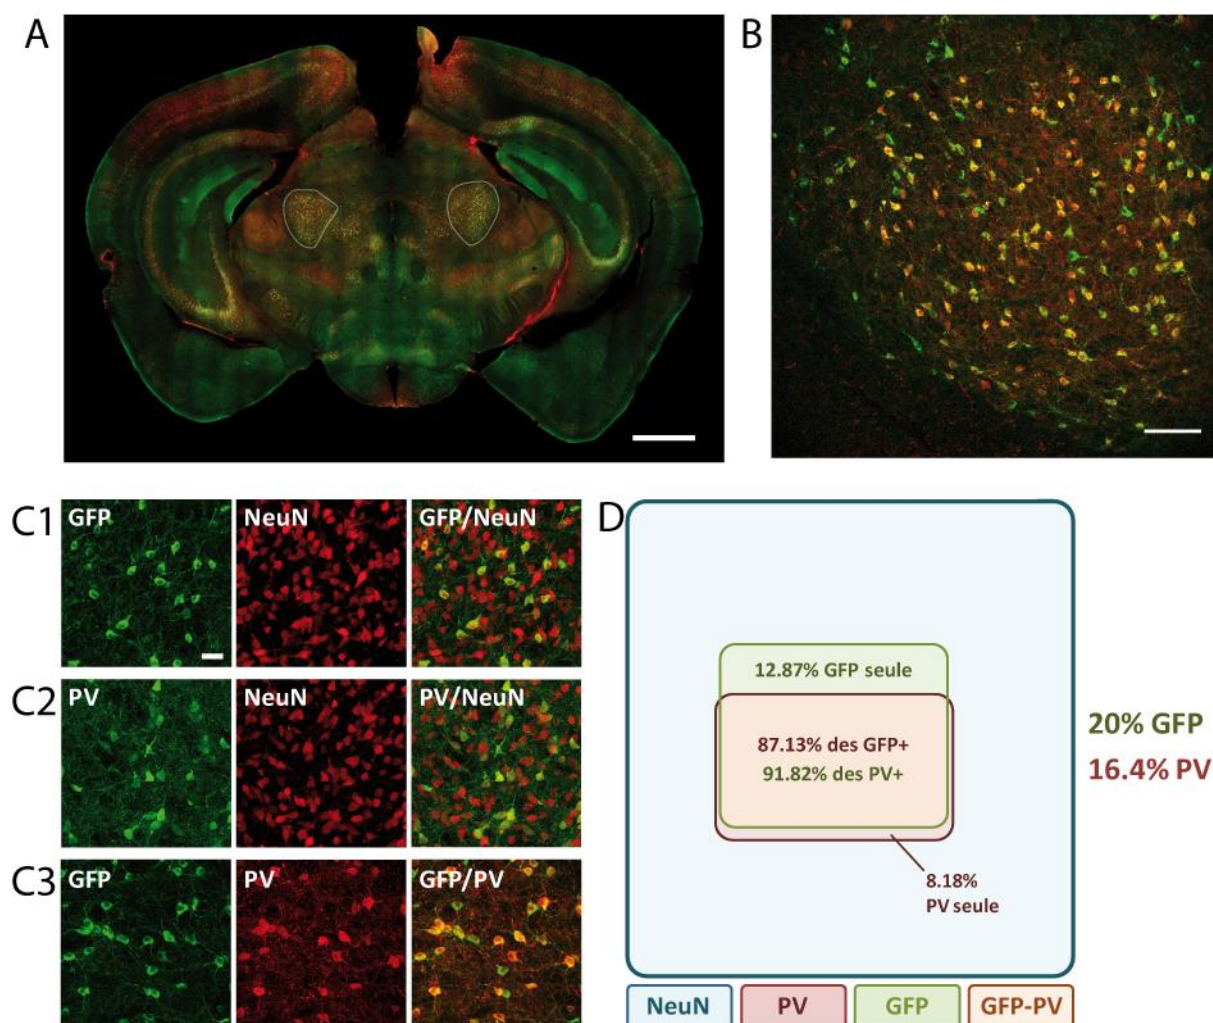 A
B
C1
GFP
NeuN
GFP/NeuN
C2
PV
NeuN
PV/NeuN
C3
GFP
PV
GFP/PV
D
12.87% GFP seule
87.13% des GFP+
91.82% des PV+
8.18%
PV seule
20% GFP
16.4% PV
NeuN
PV
GFP
GFP-PV